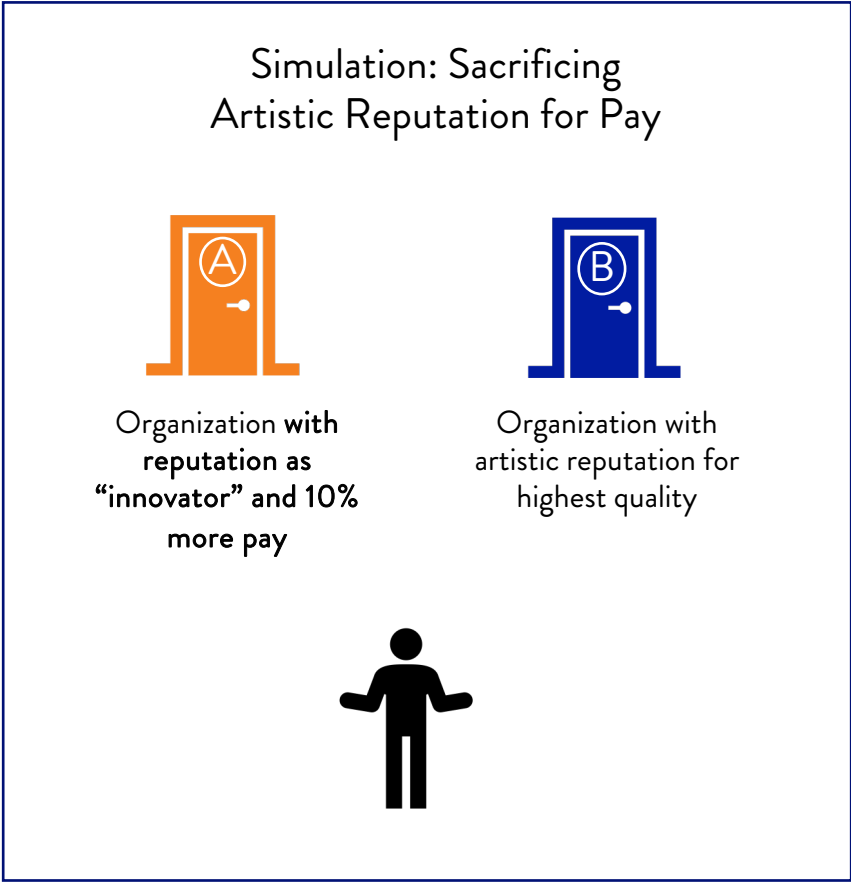 Simulation: Sacrificing
Artistic Reputation for Pay
A
B
Organization with
reputation as
“innovator” and 10%
more pay
Organization with
artistic reputation for
highest quality